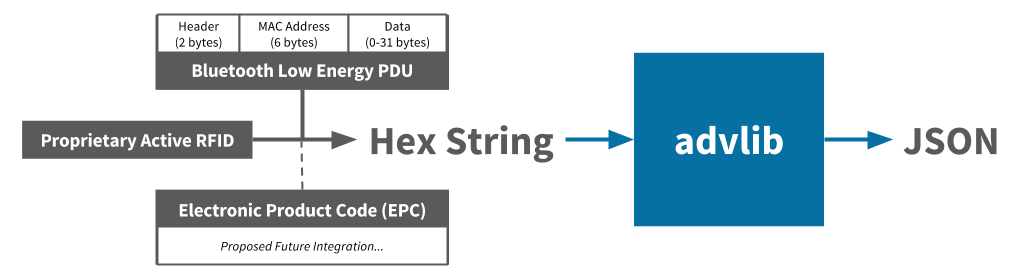 Header
(2 bytes)
MAC Address
(6 bytes)
Data
(0-31 bytes)
Bluetooth Low Energy PDU
Proprietary Active RFID
Hex String
advlib
JSON
Electronic Product Code (EPC)
Proposed Future Integration...